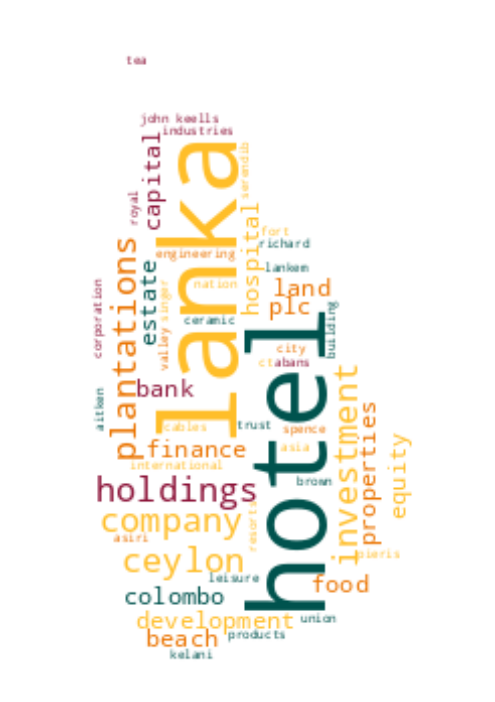 tea
john keells
industries
lanka
capital
serendib
royal
hospital
fort
richard
plantations
engineering
estate
lankem
corporation
valley
singer
nation
land
plc
building
ceramic
hotel
city
ct
abans
investment
bank
aitken
properties
cables
trust
spence
equity
finance
asia
international
holdings
brown
resorts
company
asiri
ceylon
pieris
leisure
food
colombo
development
union
beach
products
kelani